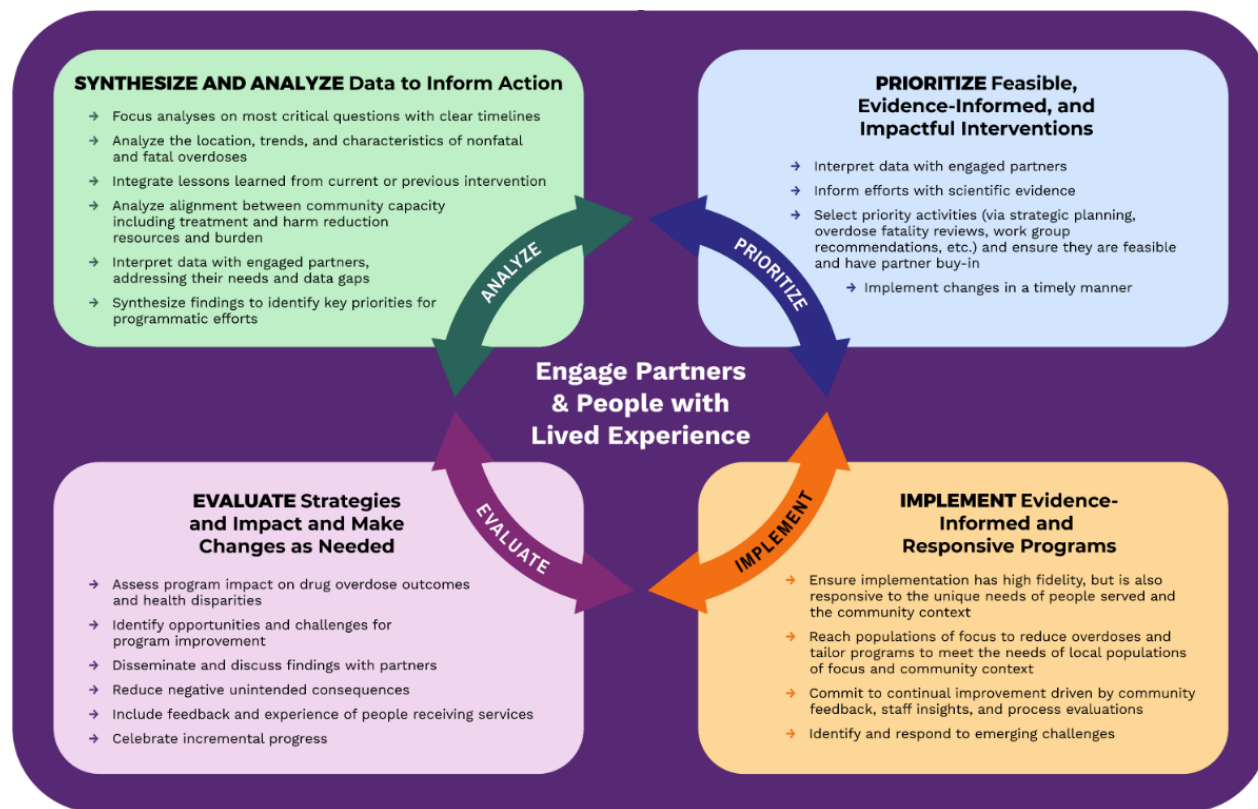 SYNTHESIZE AND ANALYZE Data to Inform Action
→ Focus analyses on most critical questions with clear timelines
→ Analyze the location, trends, and characteristics of nonfatal
and fatal overdoses
→ Integrate lessons learned from current or previous intervention
→ Analyze alignment between community capacity
including treatment and harm reduction
resources and burden
→ Interpret data with engaged partners,
addressing their needs and data gaps
→ Synthesize findings to identify key priorities for
programmatic efforts
ANALYZE
PRIORITIZE Feasible,
Evidence-Informed, and
Impactful Interventions
→ Interpret data with engaged partners
→ Inform efforts with scientific evidence
→ Select priority activities (via strategic planning,
overdose fatality reviews, work group
recommendations, etc.) and ensure they are feasible
and have partner buy-in
→ Implement changes in a timely manner
PRIORITIZE
Engage Partners
& People with
Lived Experience
EVALUATE Strategies
and Impact and Make
Changes as Needed
→ Assess program impact on drug overdose outcomes
and health disparities
→ Identify opportunities and challenges for
program improvement
→ Disseminate and discuss findings with partners
→ Reduce negative unintended consequences
→ Include feedback and experience of people receiving services
→ Celebrate incremental progress
EVALUATE
IMPLEMENT Evidence-
Informed and
Responsive Programs
→ Ensure implementation has high fidelity, but is also
responsive to the unique needs of people served and
the community context
→ Reach populations of focus to reduce overdoses and
tailor programs to meet the needs of local populations
of focus and community context
→ Commit to continual improvement driven by community
feedback, staff insights, and process evaluations
→ Identify and respond to emerging challenges
IMPLEMENT